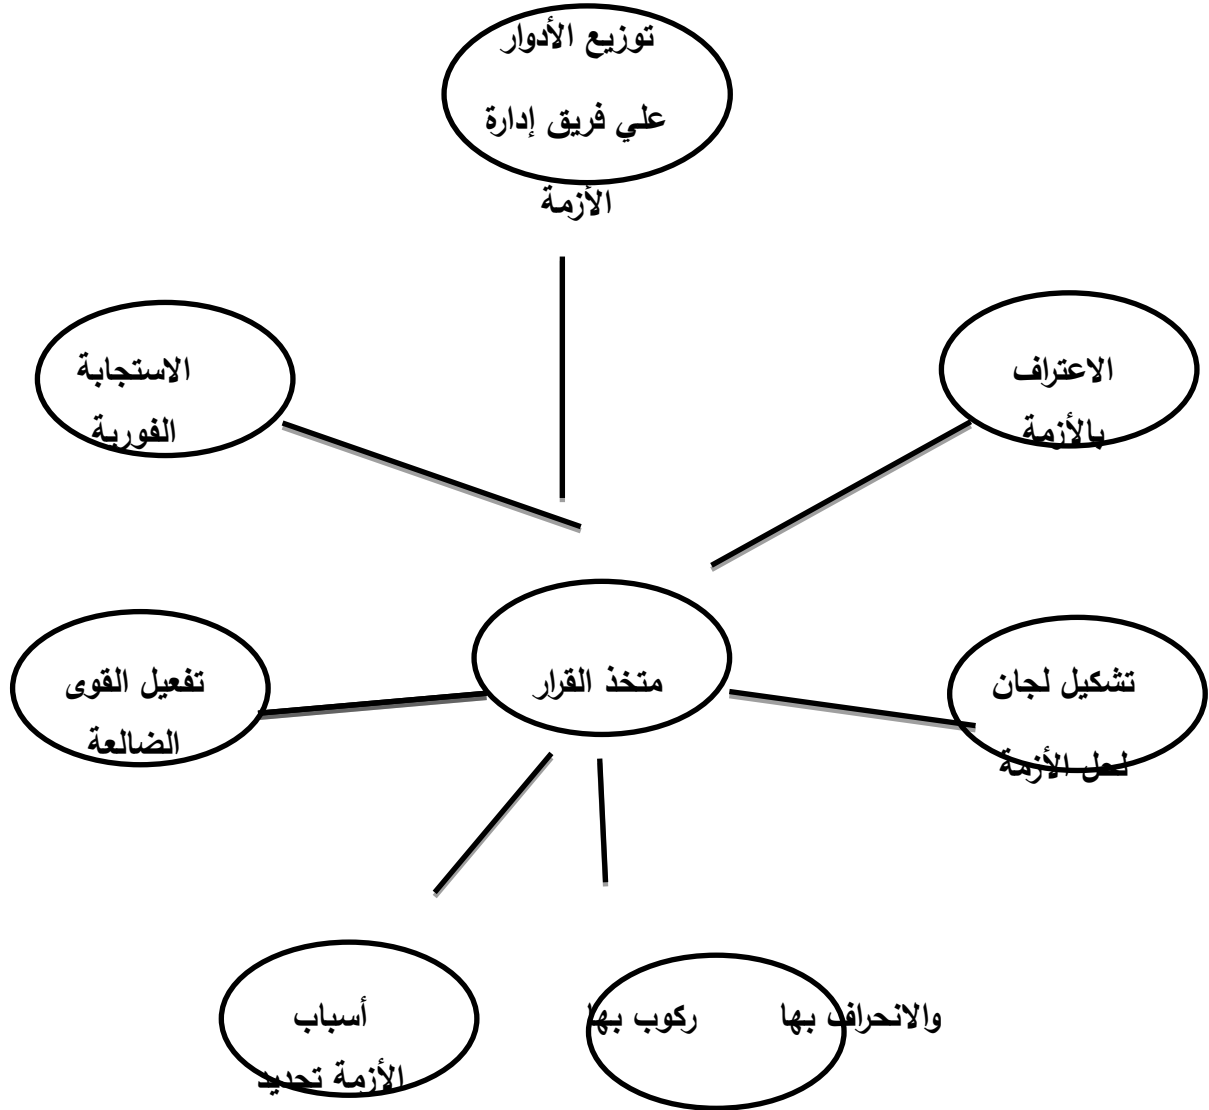 توزيع الأدوار
علي فريق إدارة
الأزمة
الاعتراف
بالأزمة
الاستجابة
الفورية
متخذ القرار
تشكيل لجان
لحل الأزمة
تفعيل القوى
الضالعة
والانحراف بها ركوب بها
أسباب
الأزمة تحديد